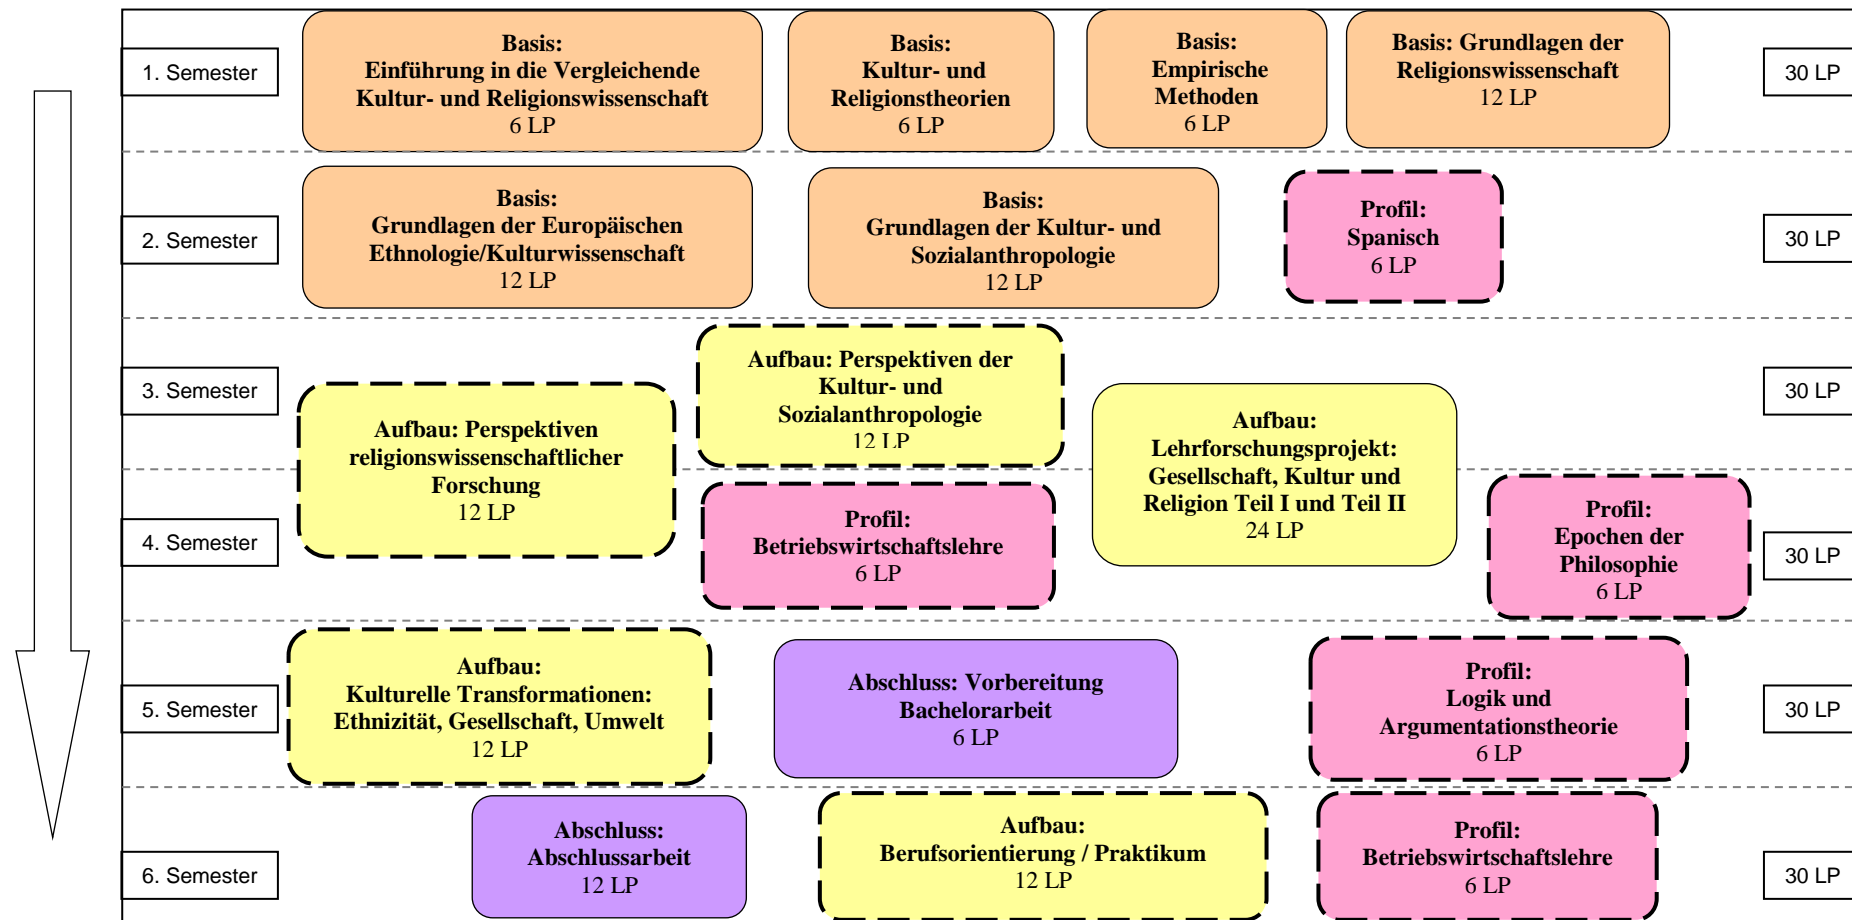 1. Semester
Basis:
Einführung in die Vergleichende
Kultur- und Religionswissenschaft
6 LP
Basis:
Kultur- und
Religionstheorien
6 LP
Basis:
Empirische
Methoden
6 LP
Basis: Grundlagen der
Religionswissenschaft
12 LP
30 LP
2. Semester
Basis:
Grundlagen der Europäischen
Ethnologie/Kulturwissenschaft
12 LP
Basis:
Grundlagen der Kultur- und
Sozialanthropologie
12 LP
Profil:
Spanisch
6 LP
30 LP
3. Semester
Aufbau: Perspektiven
religionswissenschaftlicher
Forschung
12 LP
Aufbau: Perspektiven der
Kultur- und
Sozialanthropologie
12 LP
Aufbau:
Lehrforschungsprojekt:
Gesellschaft, Kultur und
Religion Teil I und Teil II
24 LP
30 LP
4. Semester
Profil:
Betriebswirtschaftslehre
6 LP
Profil:
Epochen der
Philosophie
6 LP
30 LP
5. Semester
Aufbau:
Kulturelle Transformationen:
Ethnizität, Gesellschaft, Umwelt
12 LP
Abschluss: Vorbereitung
Bachelorarbeit
6 LP
Profil:
Logik und
Argumentationstheorie
6 LP
30 LP
6. Semester
Abschluss:
Abschlussarbeit
12 LP
Aufbau:
Berufsorientierung / Praktikum
12 LP
Profil:
Betriebswirtschaftslehre
6 LP
30 LP